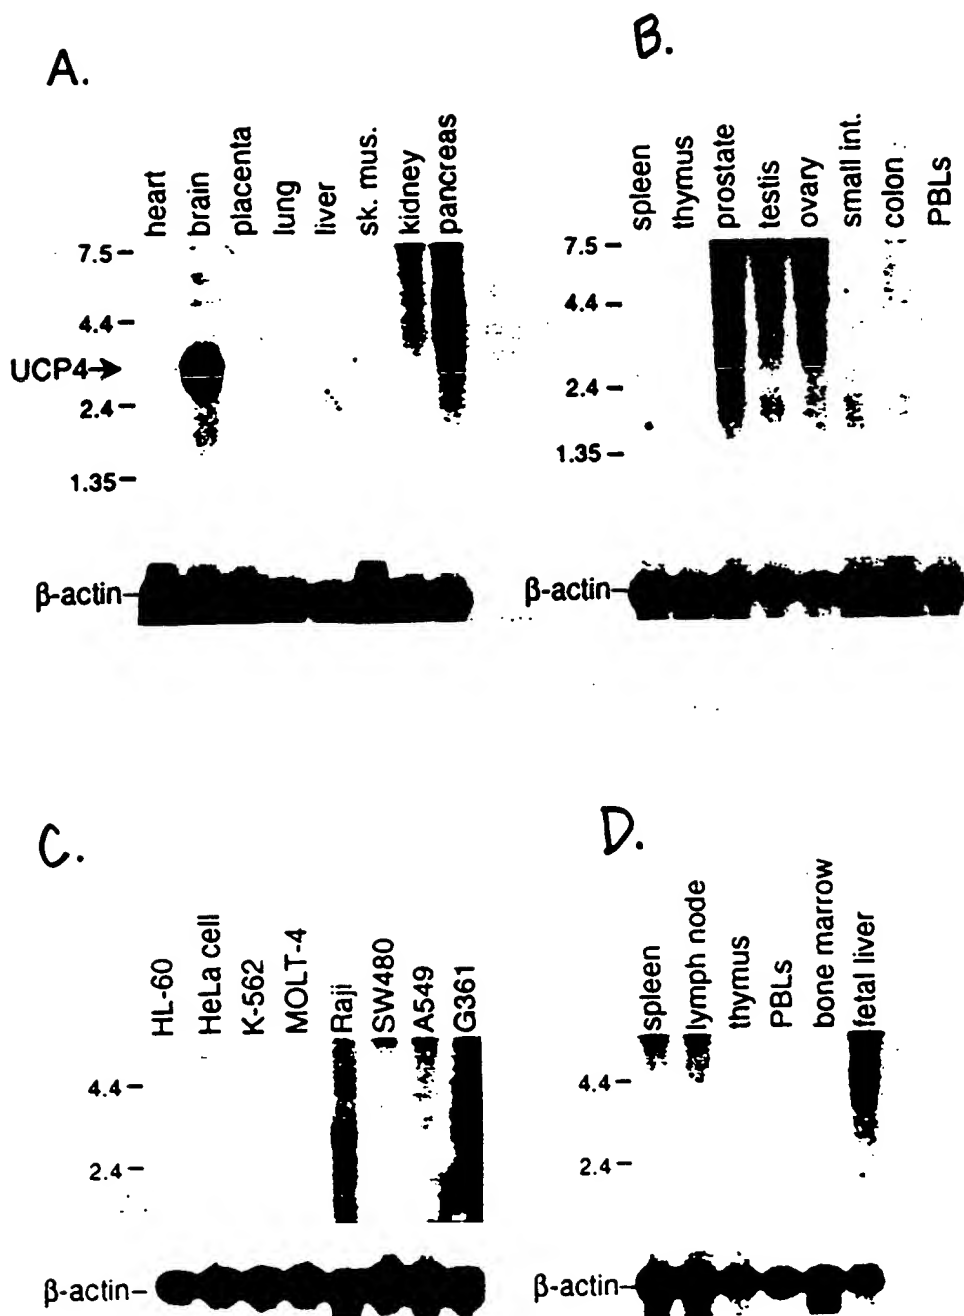 A.
heart
brain
placenta
lung
liver
sk. mus.
kidney
pancreas
7.5
4.4
UCP4
2.4
1.35
β-actin
B.
spleen
thymus
prostate
testis
ovary
small int.
colon
PBLs
7.5
4.4
2.4
1.35
β-actin
C.
HL-60
HeLa cell
K-562
MOLT-4
Raji
SW480
A549
G361
4.4
2.4
β-actin
D.
spleen
lymph node
thymus
PBLs
bone marrow
fetal liver
4.4
2.4
β-actin